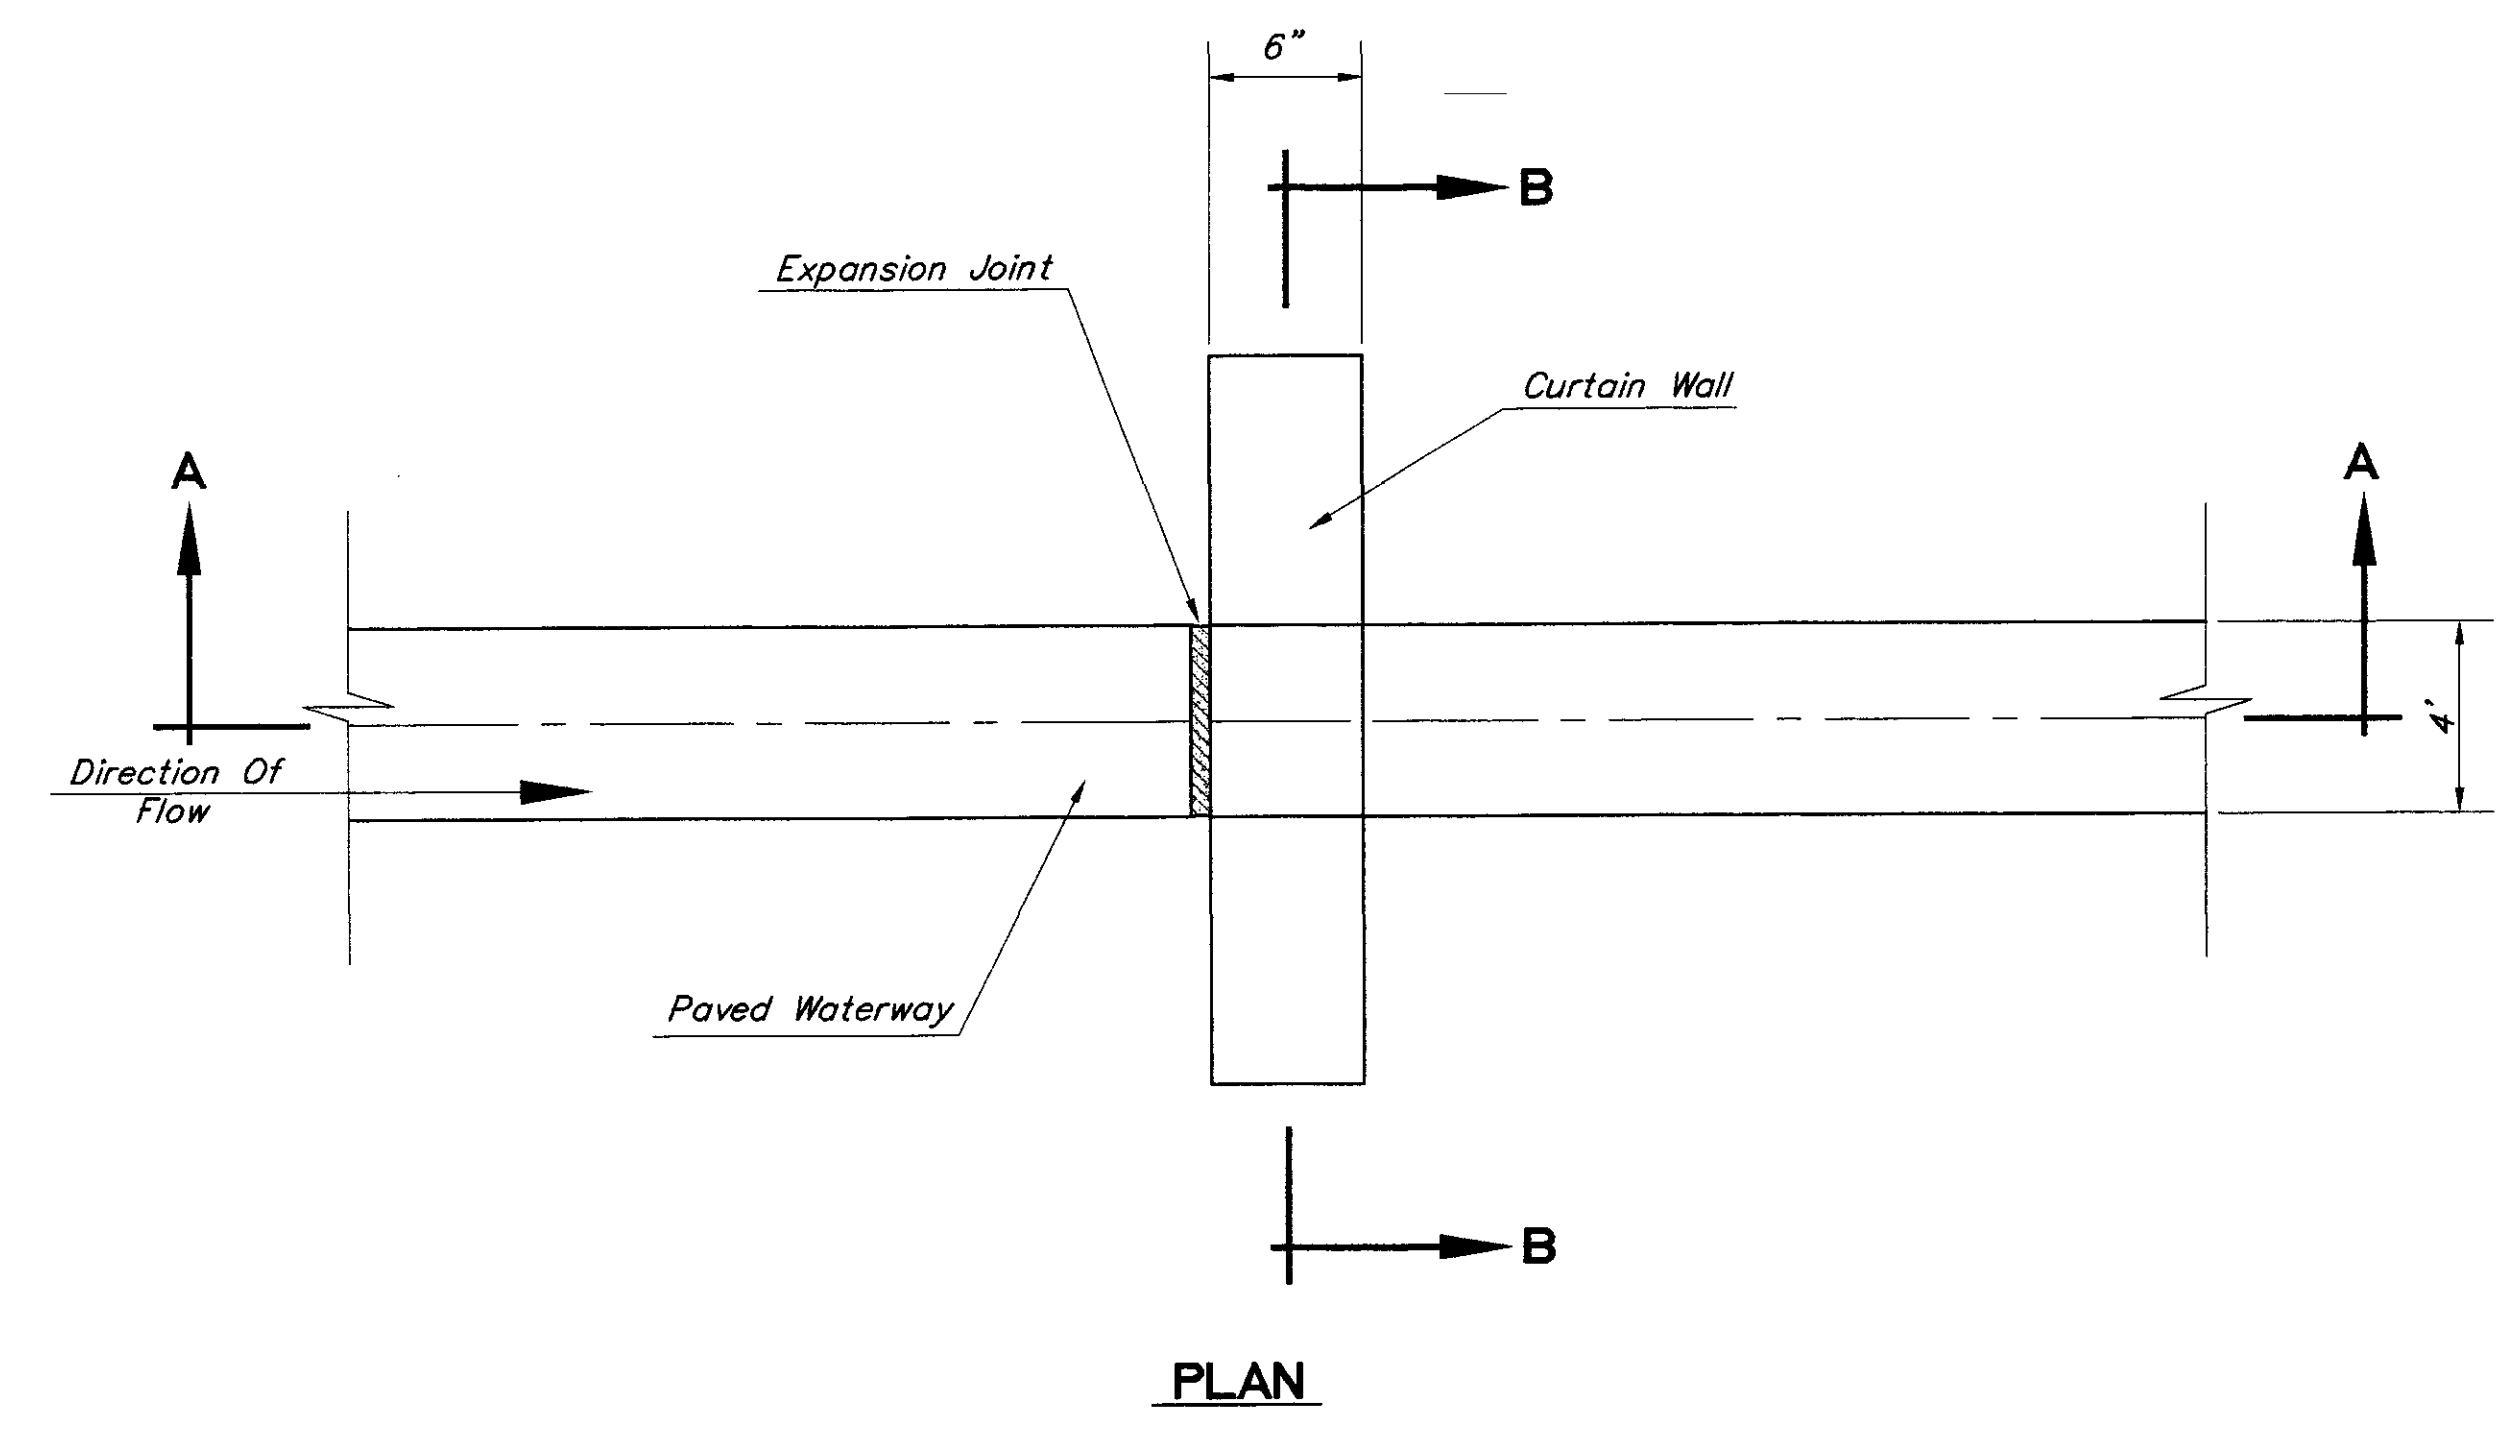 6”
B
Expansion Joint
Curtain Wall
A
A
4'
Direction Of
Flow
Paved Waterway
B
PLAN